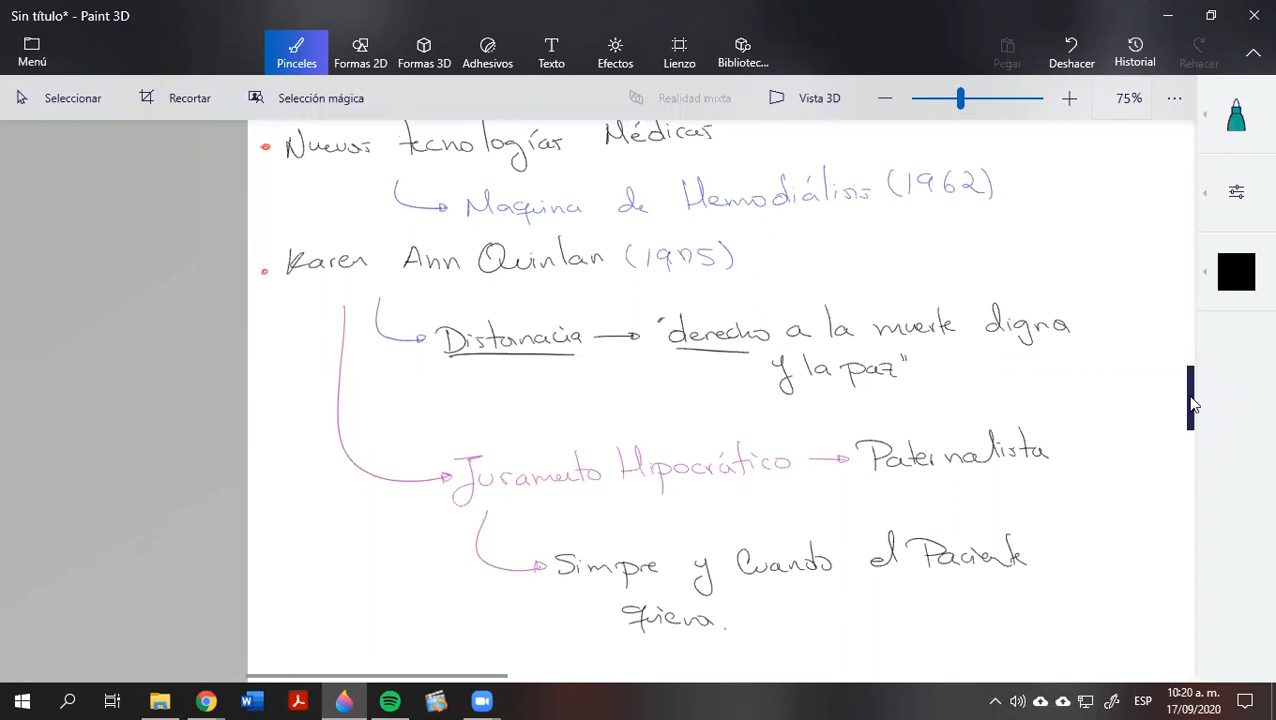 Sin título* - Paint 3D
Menú
Pinceles
Formas 2D
Formas 3D
Adhesivos
Texto
Efectos
Lienzo
Bibliotec...
Pegar
Deshacer
Historial
Rehacer
Seleccionar
Recortar
Selección mágica
Realidad mixta
Vista 3D
75%
• Nuevas tecnologías Médicas
Maquina de Hemodiálisis (1962)
• Karen Ann Quinlan (1975)
Distanacia → "derecho a la muerte digna
y la paz"
Juramento Hipocrático → Paternalista
Simpre y Cuando el Paciente
quiera.
ESP
10:20 a. m.
17/09/2020